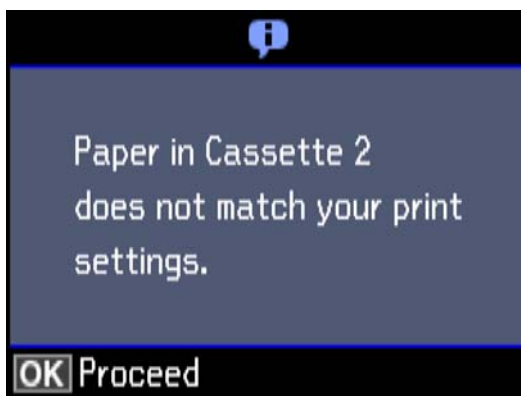 Paper in Cassette 2
does not match your print
settings.
OK Proceed